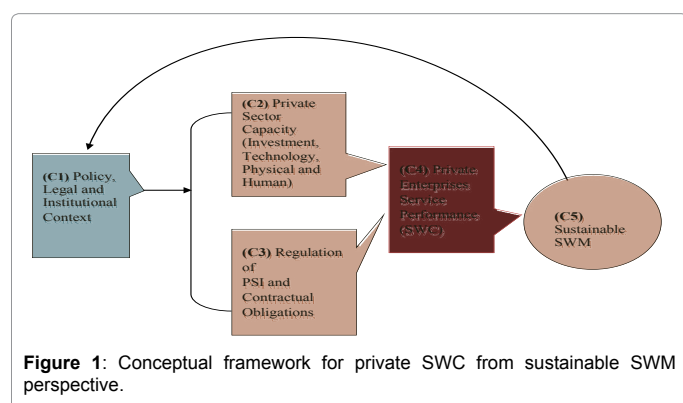 (C1) Policy,
Legal and
Institutional
Context
(C2) Private
Sector
Capacity
(Investment,
Technology,
Physical and
Human)
(C3) Regulation
of
PSI and
Contractual
Obligations
(C4) Private
Enterprises
Service
Performance
(SWC)
(C5)
Sustainable
SWM
Figure 1: Conceptual framework for private SWC from sustainable SWM
perspective.